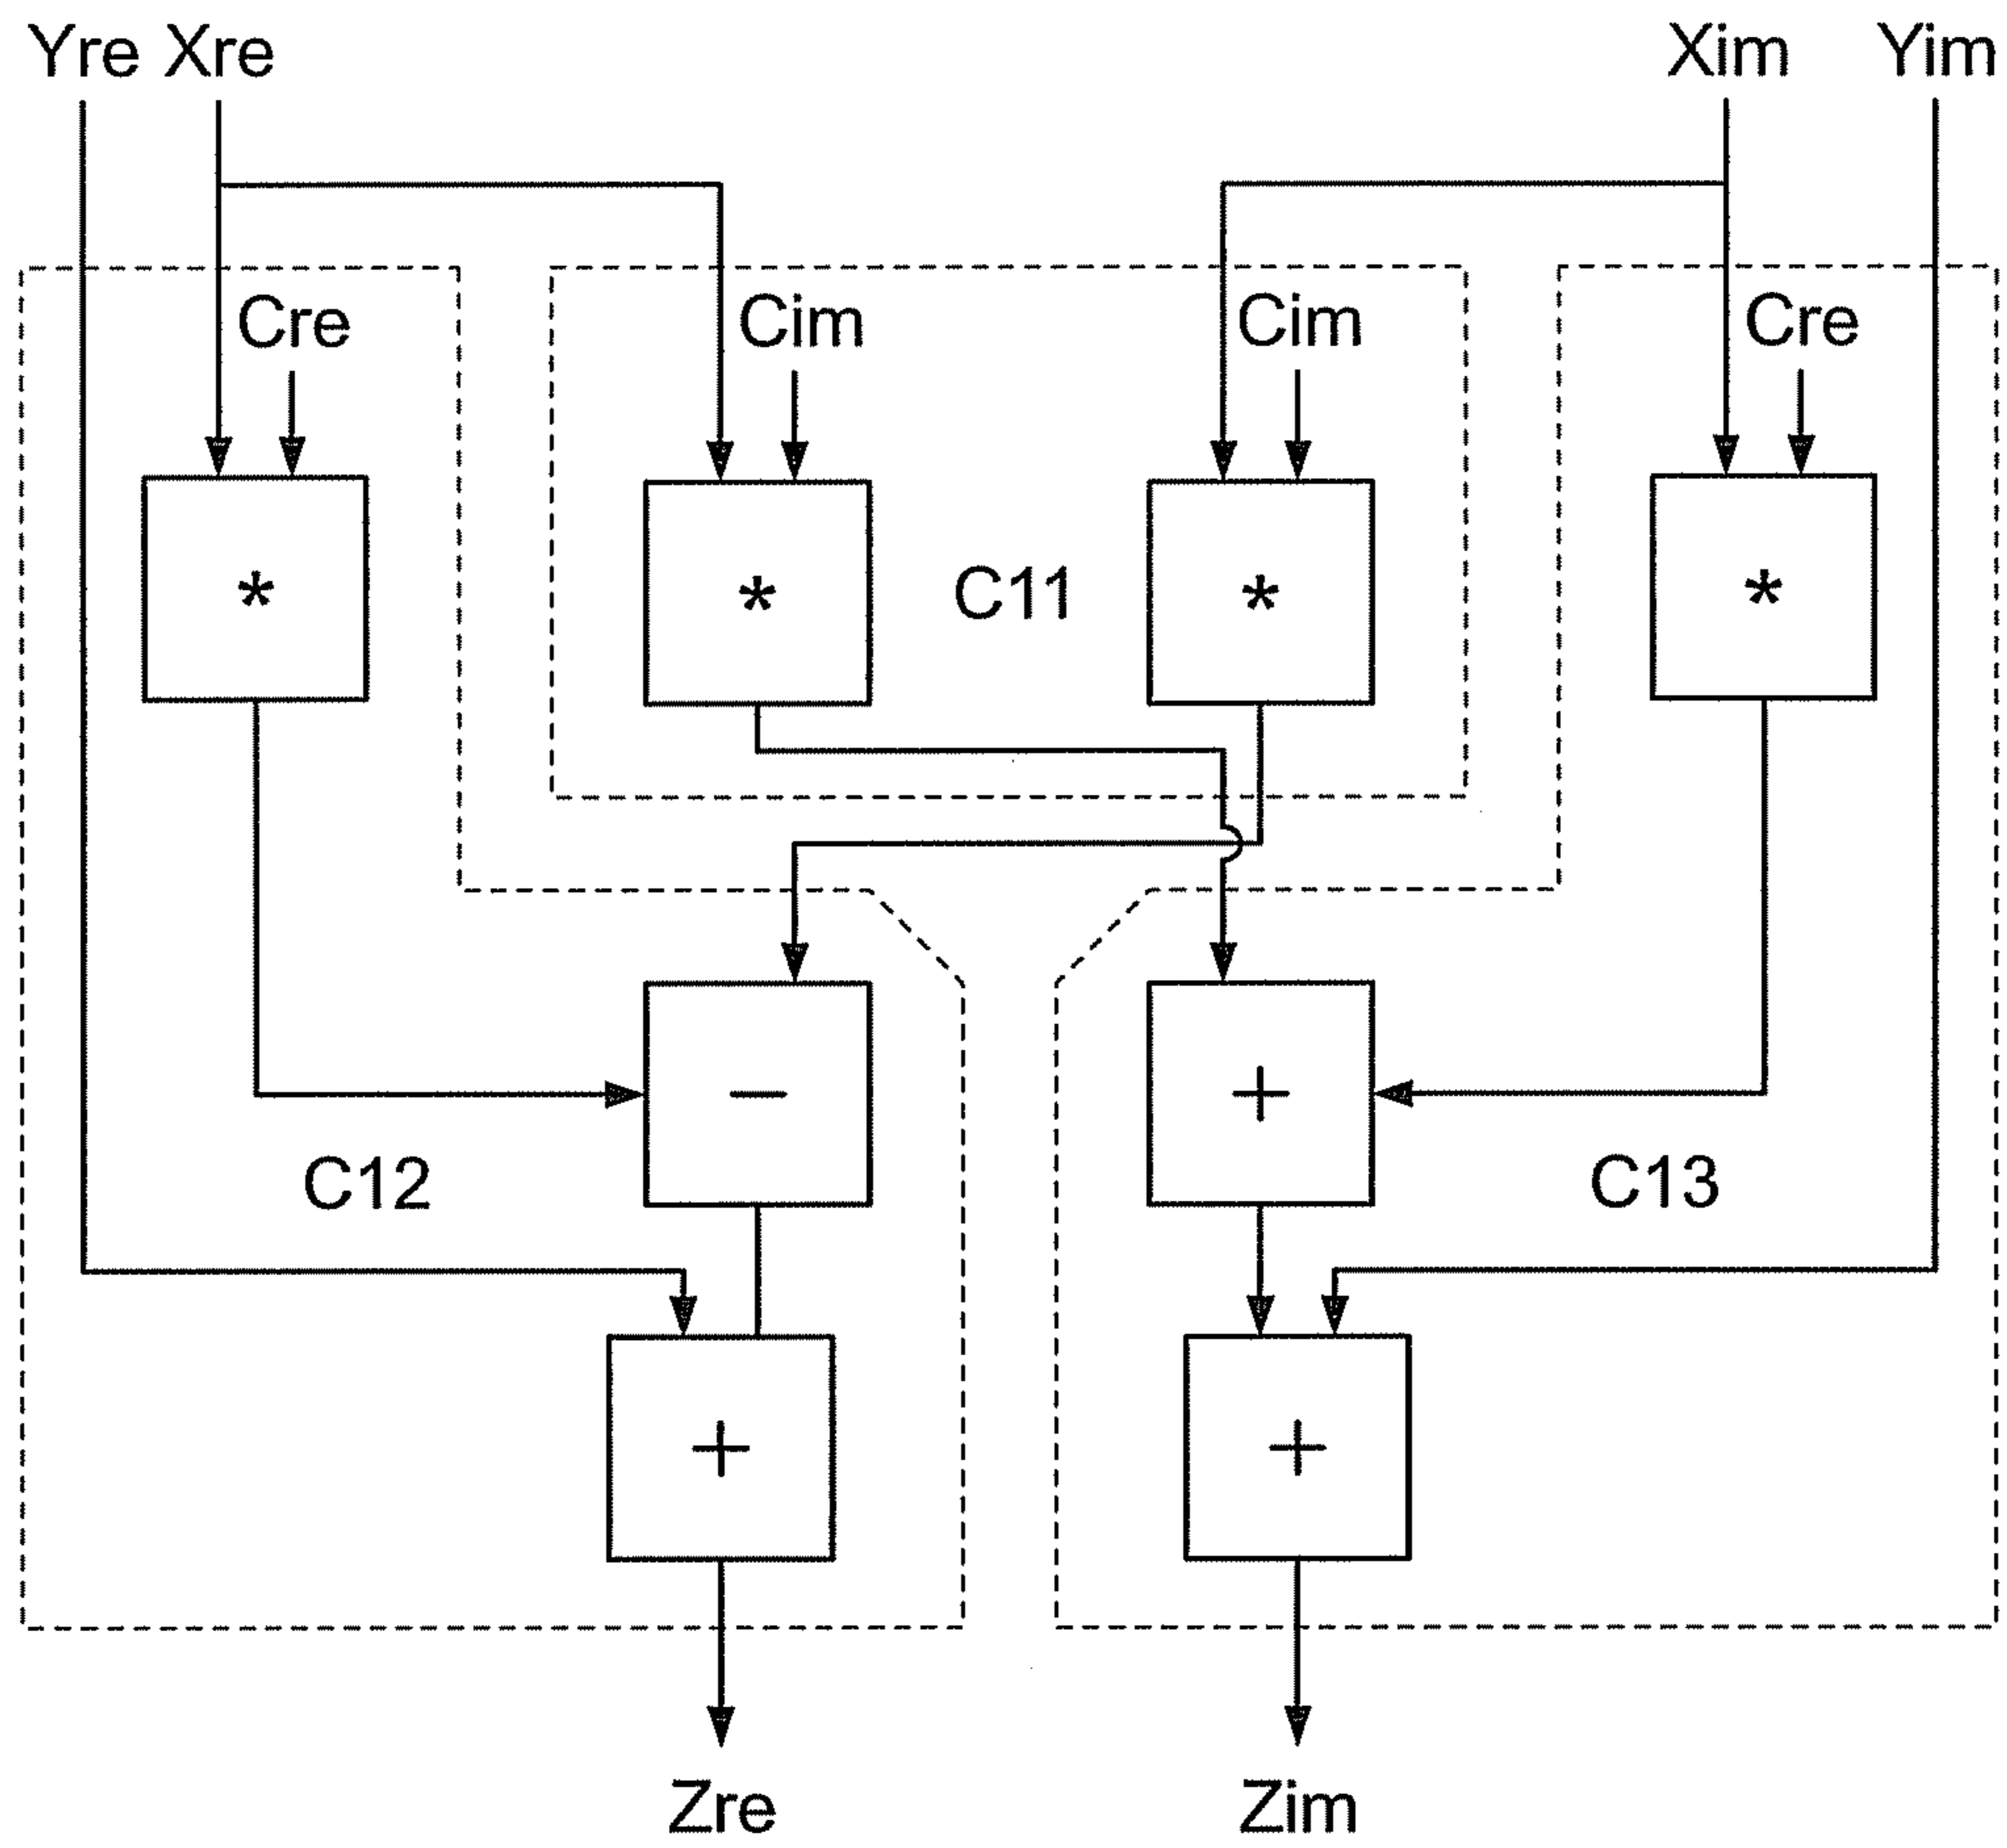 Yre Xre Xim Yim
Cre Cim Cim Cre
* * C11 * *
− +
C12 C13
+ +
Zre Zim